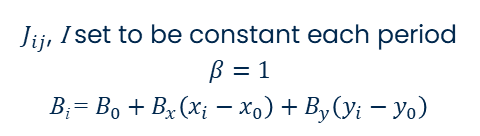 J_{ij}, I set to be constant each period
β = 1
B_i = B_0 + B_x(x_i − x_0) + B_y(y_i − y_0)